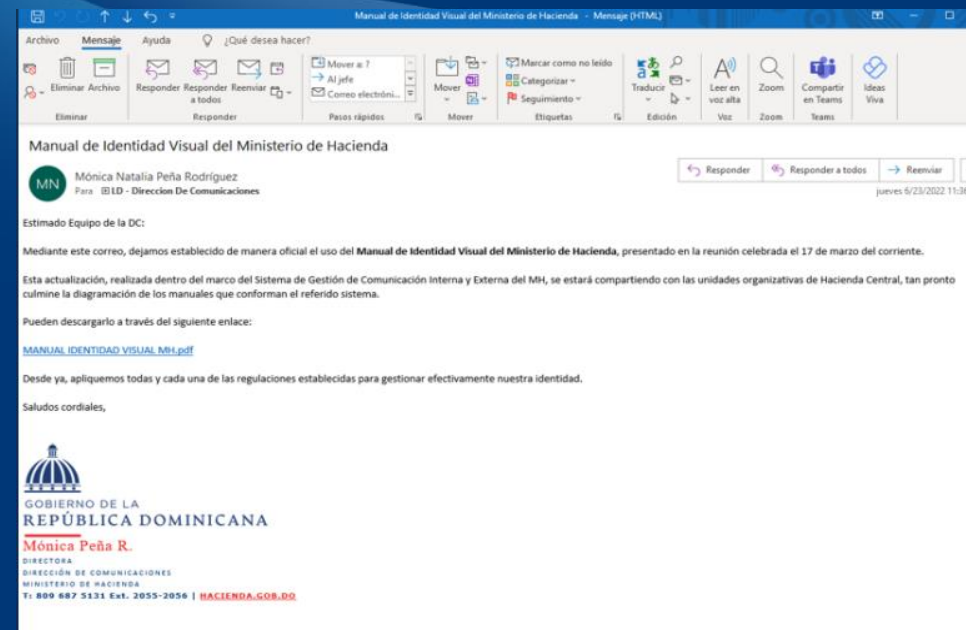 Manual de Identidad Visual del Ministerio de Hacienda - Mensaje (HTML)
Archivo Mensaje Ayuda ¿Qué desea hacer?
Eliminar Archivo Responder Responder a todos Reenviar
Mover a: ?
Al jefe
Correo electróni...
Mover
Marcar como no leído
Categorizar
Seguimiento
Traducir
Leer en voz alta
Zoom
Compartir en Teams
Ideas Viva
Eliminar Responder Pasos rápidos Mover Etiquetas Edición Voz Zoom Teams
Manual de Identidad Visual del Ministerio de Hacienda
MN
Mónica Natalia Peña Rodríguez
Para LD - Direccion De Comunicaciones
Responder Responder a todos Reenviar
jueves 6/23/2022 11:36
Estimado Equipo de la DC:
Mediante este correo, dejamos establecido de manera oficial el uso del Manual de Identidad Visual del Ministerio de Hacienda, presentado en la reunión celebrada el 17 de marzo del corriente.
Esta actualización, realizada dentro del marco del Sistema de Gestión de Comunicación Interna y Externa del MH, se estará compartiendo con las unidades organizativas de Hacienda Central, tan pronto
culmine la diagramación de los manuales que conforman el referido sistema.
Pueden descargarlo a través del siguiente enlace:
MANUAL IDENTIDAD VISUAL MH.pdf
Desde ya, apliquemos todas y cada una de las regulaciones establecidas para gestionar efectivamente nuestra identidad.
Saludos cordiales,
GOBIERNO DE LA
REPÚBLICA DOMINICANA
Mónica Peña R.
DIRECTORA
DIRECCIÓN DE COMUNICACIONES
MINISTERIO DE HACIENDA
T: 809 687 5131 Ext. 2055-2056 | HACIENDA.GOB.DO